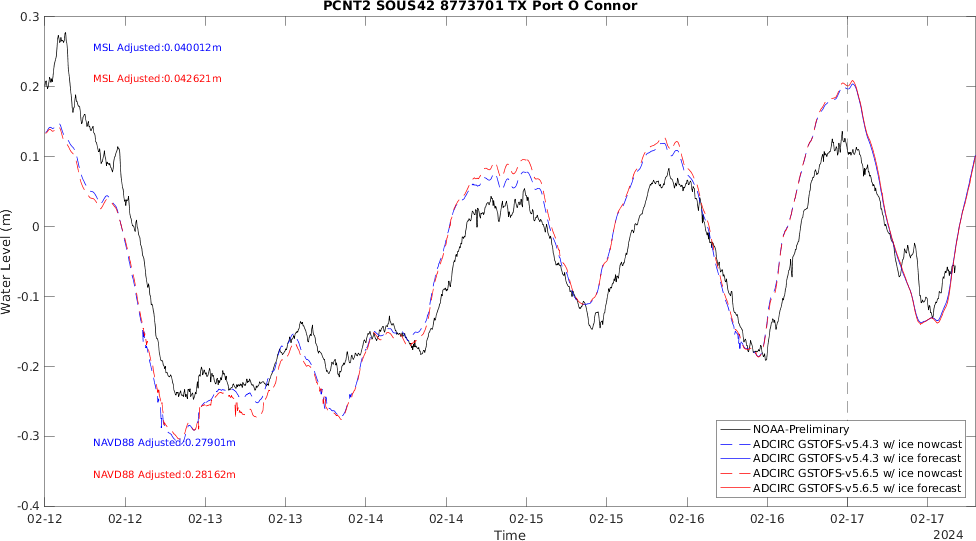 PCNT2 SOUS42 8773701 TX Port O Connor
MSL Adjusted:0.040012m
MSL Adjusted:0.042621m
NAVD88 Adjusted:0.27901m
NAVD88 Adjusted:0.28162m
Water Level (m)
0.3
0.2
0.1
0
-0.1
-0.2
-0.3
-0.4
NOAA-Preliminary
ADCIRC GSTOFS-v5.4.3 w/ ice nowcast
ADCIRC GSTOFS-v5.4.3 w/ ice forecast
ADCIRC GSTOFS-v5.6.5 w/ ice nowcast
ADCIRC GSTOFS-v5.6.5 w/ ice forecast
02-12 02-12 02-13 02-13 02-14 02-14 02-15 02-15 02-16 02-16 02-17 02-17
Time
2024